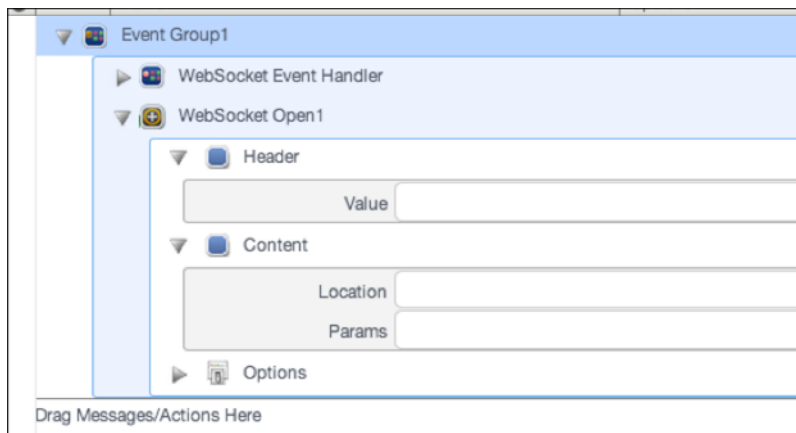 Event Group1
WebSocket Event Handler
WebSocket Open1
Header
Value
Content
Location
Params
Options
Drag Messages/Actions Here